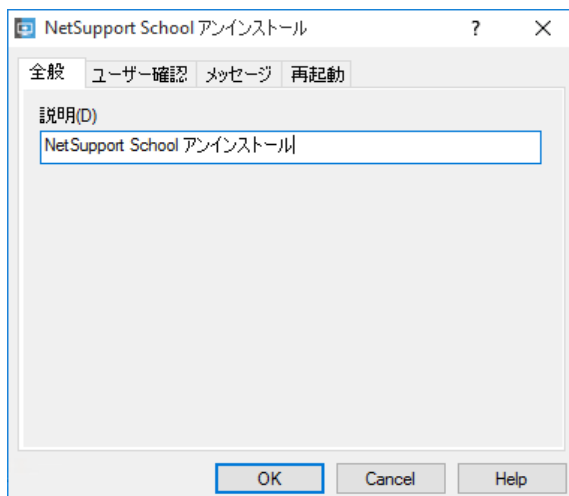 NetSupport School アンインストール ?
全般 ユーザー確認 メッセージ 再起動
説明(D)
NetSupport School アンインストール
OK Cancel Help